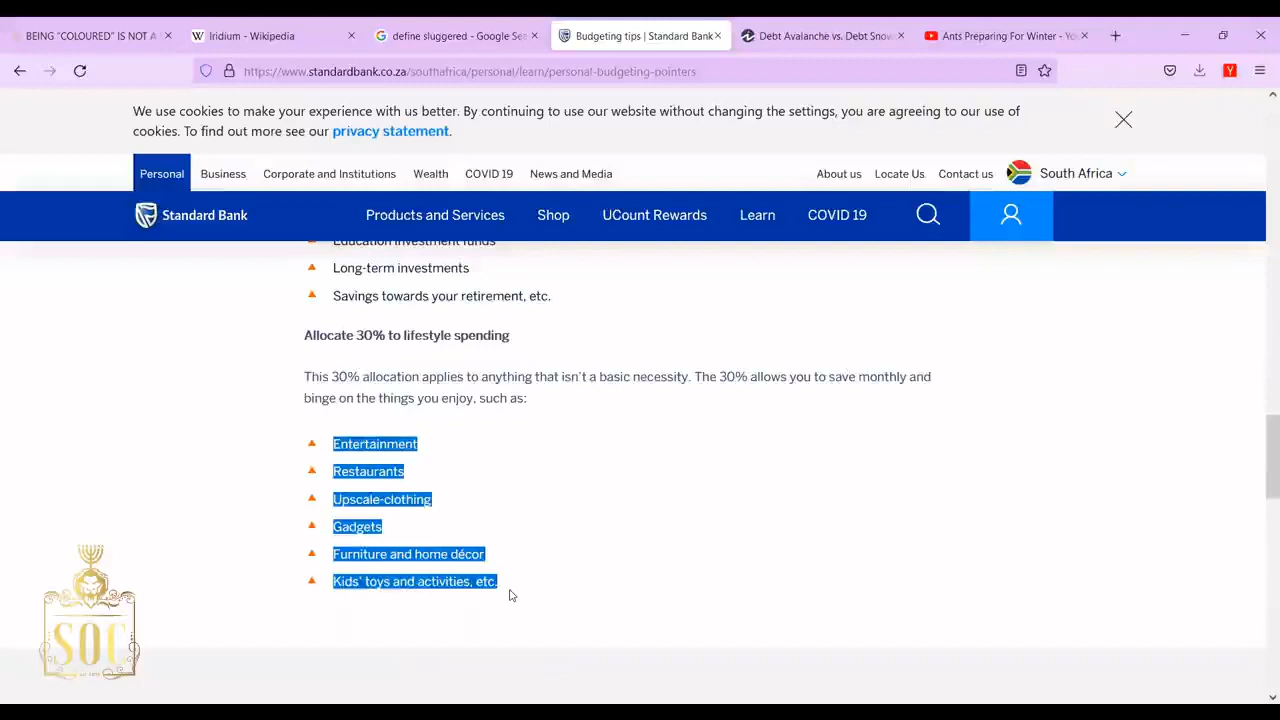 BEING "COLOURED" IS NOT A
Iridium - Wikipedia
define sluggered - Google Sea
Budgeting tips | Standard Bank
Debt Avalanche vs. Debt Snow
Ants Preparing For Winter - Yo
https://www.standardbank.co.za/southafrica/personal/learn/personal-budgeting-pointers
We use cookies to make your experience with us better. By continuing to use our website without changing the settings, you are agreeing to our use of
cookies. To find out more see our privacy statement.
Personal Business Corporate and Institutions Wealth COVID 19 News and Media About us Locate Us Contact us South Africa
Standard Bank Products and Services Shop UCount Rewards Learn COVID 19
Education investment funds
Long-term investments
Savings towards your retirement, etc.
Allocate 30% to lifestyle spending
This 30% allocation applies to anything that isn't a basic necessity. The 30% allows you to save monthly and
binge on the things you enjoy, such as:
Entertainment
Restaurants
Upscale-clothing
Gadgets
Furniture and home décor
Kids' toys and activities, etc.
SOC